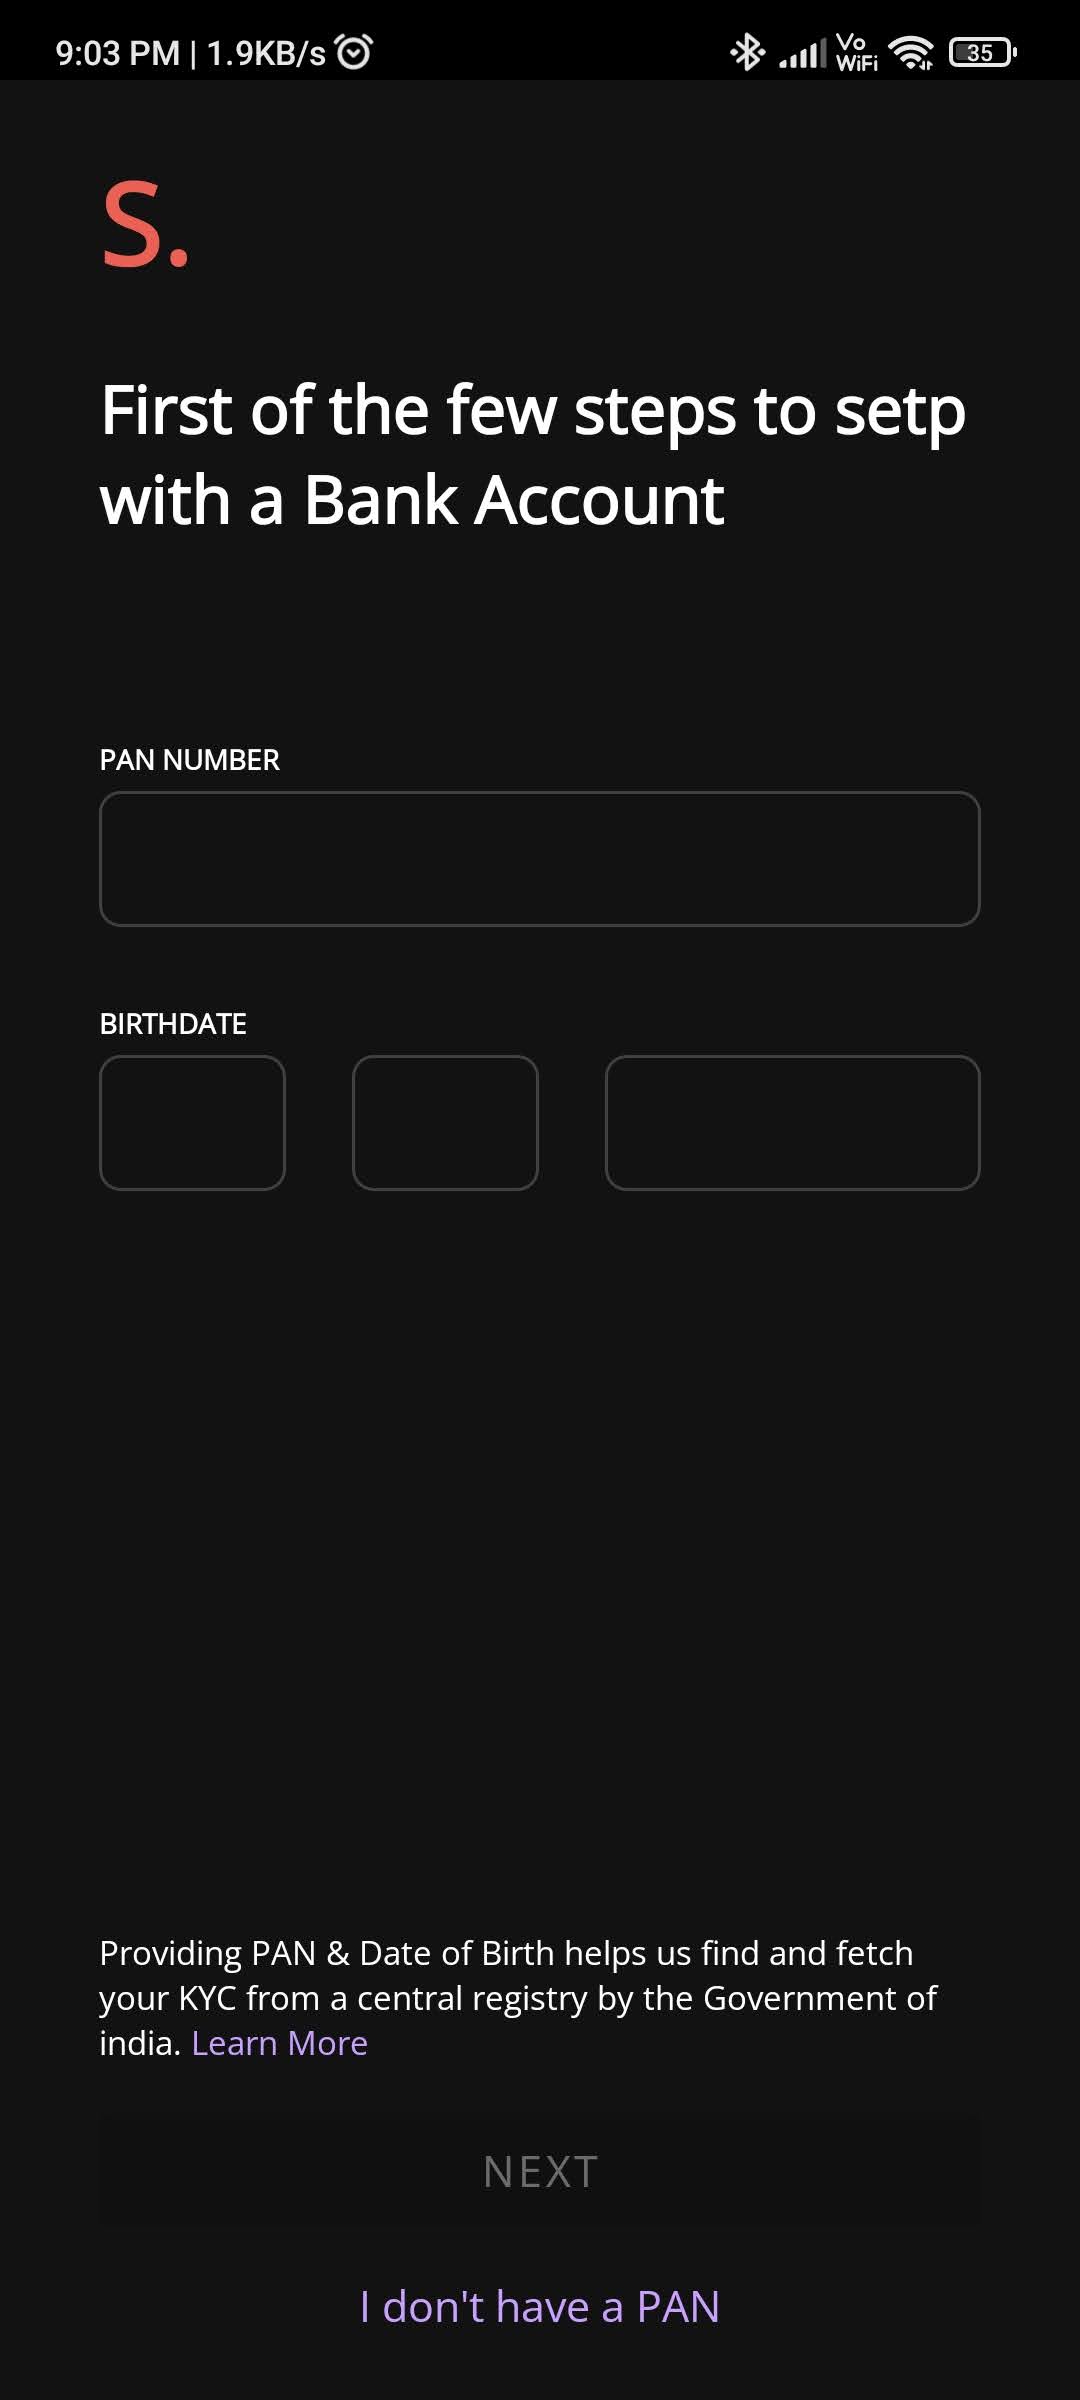 9:03 PM | 1.9KB/s
Vo
WiFi
35
S.
First of the few steps to setp
with a Bank Account
PAN NUMBER
BIRTHDATE
Providing PAN & Date of Birth helps us find and fetch
your KYC from a central registry by the Government of
india. Learn More
NEXT
I don't have a PAN